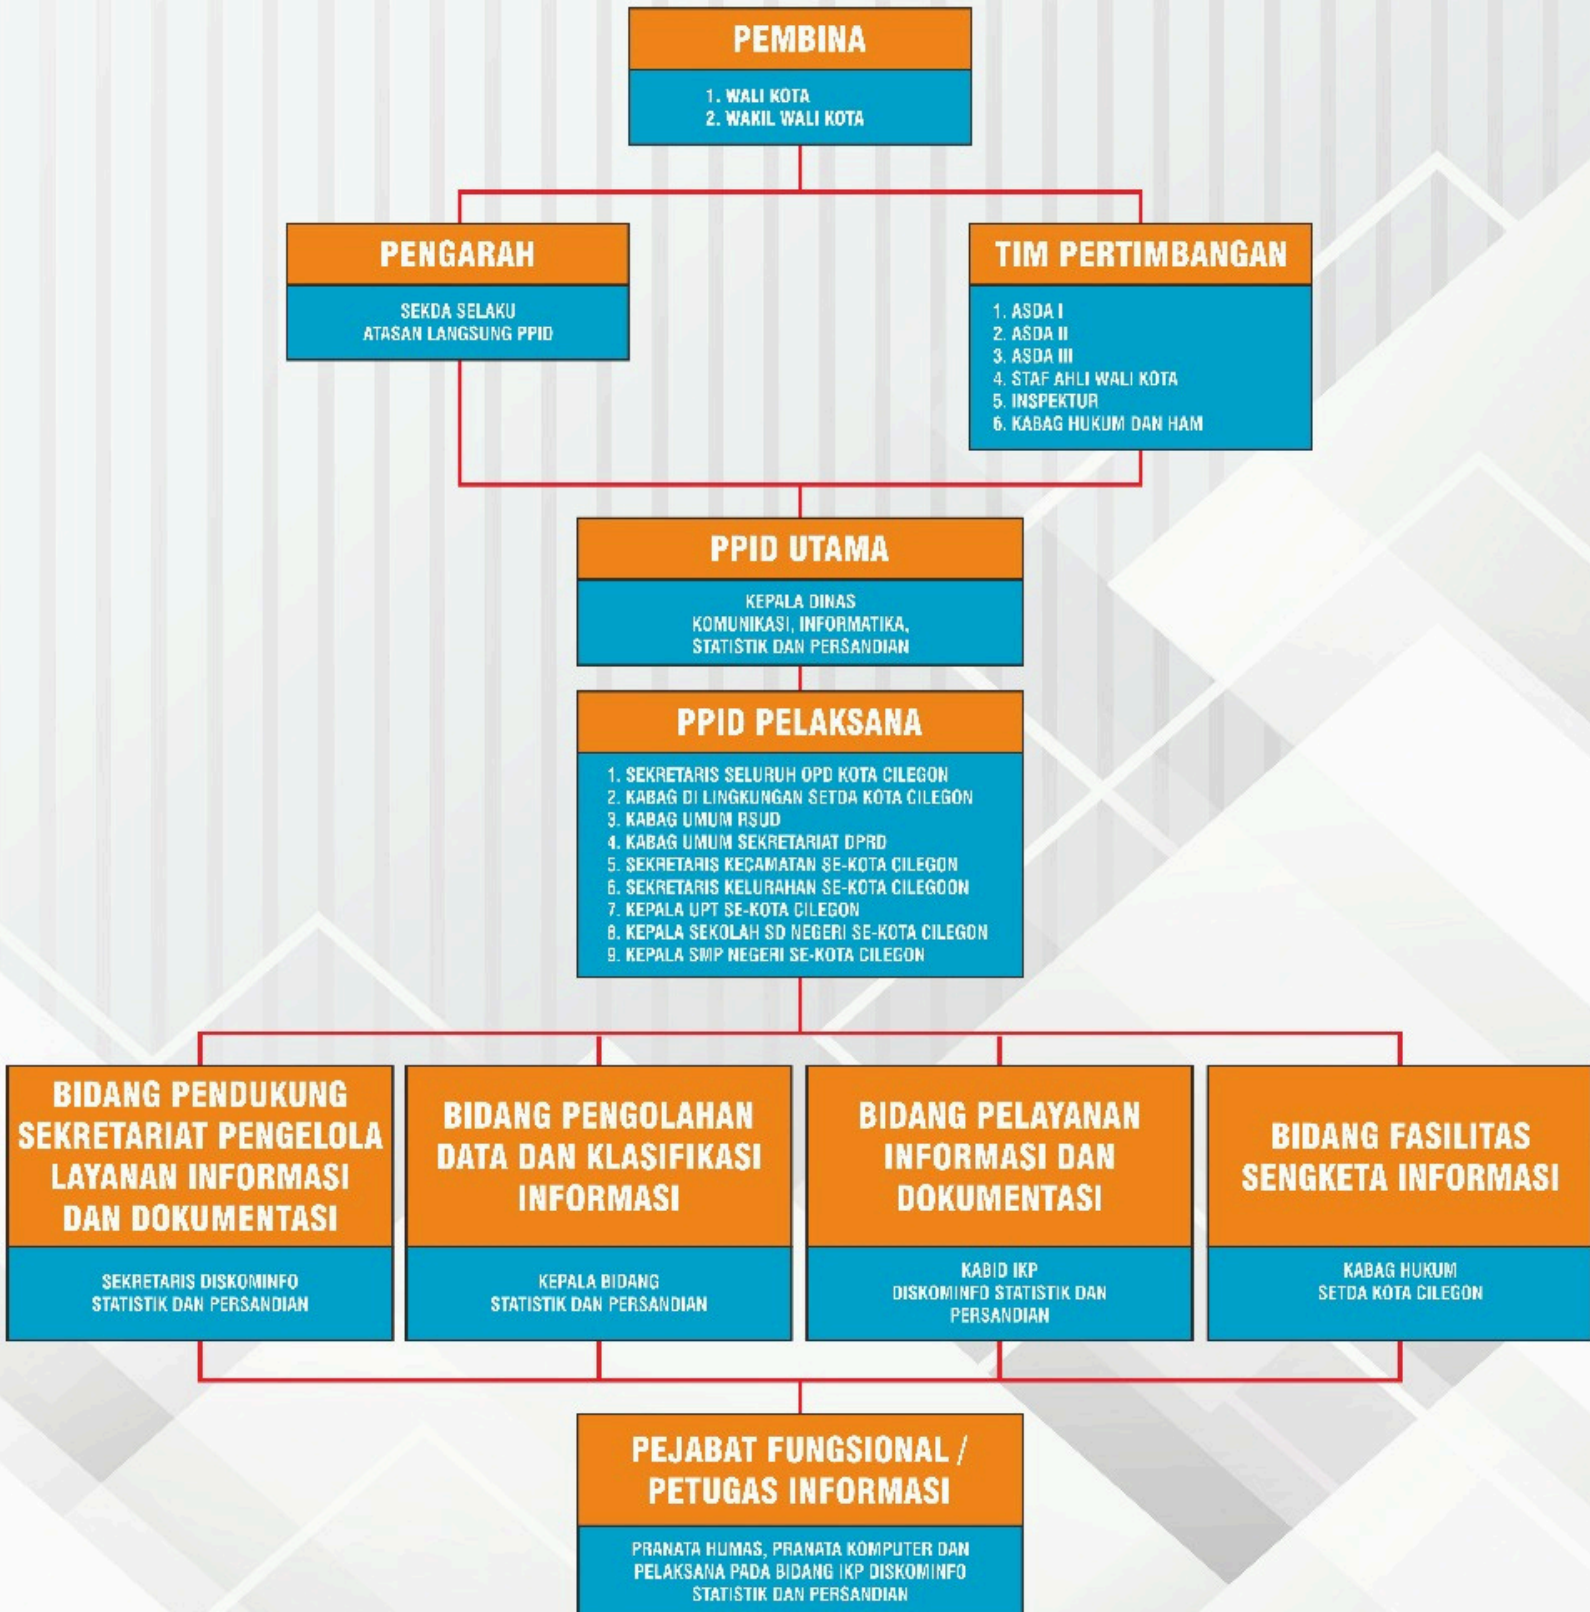 PEMBINA
1. WALI KOTA
2. WAKIL WALI KOTA
PENGARAH
SEKDA SELAKU
ATASAN LANGSUNG PPID
TIM PERTIMBANGAN
1. ASDA I
2. ASDA II
3. ASDA III
4. STAF AHLI WALI KOTA
5. INSPEKTUR
6. KABAG HUKUM DAN HAM
PPID UTAMA
KEPALA DINAS
KOMUNIKASI, INFORMATIKA,
STATISTIK DAN PERSANDIAN
PPID PELAKSANA
1. SEKRETARIS SELURUH OPD KOTA CILEGON
2. KABAG DI LINGKUNGAN SETDA KOTA CILEGON
3. KABAG UMUM RSUD
4. KABAG UMUM SEKRETARIAT DPRD
5. SEKRETARIS KECAMATAN SE-KOTA CILEGON
6. SEKRETARIS KELURAHAN SE-KOTA CILEGOON
7. KEPALA UPT SE-KOTA CILEGON
8. KEPALA SEKOLAH SD NEGERI SE-KOTA CILEGON
9. KEPALA SMP NEGERI SE-KOTA CILEGON
BIDANG PENDUKUNG
SEKRETARIAT PENGELOLA
LAYANAN INFORMASI
DAN DOKUMENTASI
SEKRETARIS DISKOMINFO
STATISTIK DAN PERSANDIAN
BIDANG PENGOLAHAN
DATA DAN KLASIFIKASI
INFORMASI
KEPALA BIDANG
STATISTIK DAN PERSANDIAN
BIDANG PELAYANAN
INFORMASI DAN
DOKUMENTASI
KABID IKP
DISKOMINFO STATISTIK DAN
PERSANDIAN
BIDANG FASILITAS
SENGKETA INFORMASI
KABAG HUKUM
SETDA KOTA CILEGON
PEJABAT FUNGSIONAL /
PETUGAS INFORMASI
PRANATA HUMAS, PRANATA KOMPUTER DAN
PELAKSANA PADA BIDANG IKP DISKOMINFO
STATISTIK DAN PERSANDIAN